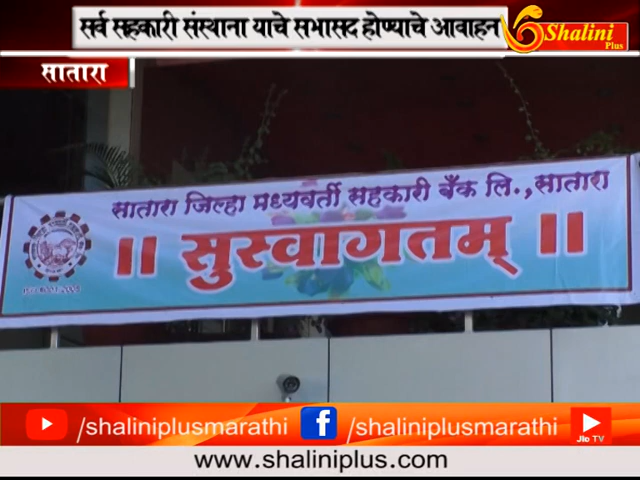 सर्व सहकारी संस्थाना याचे सभासद होण्याचे आवाहन
Shalini
Plus
सातारा
सातारा जिल्हा मध्यवर्ती सहकारी बँक लि., सातारा
॥ सुस्वागतम् ॥
/shaliniplusmarathi
/shaliniplusmarathi
Jio TV
www.shaliniplus.com